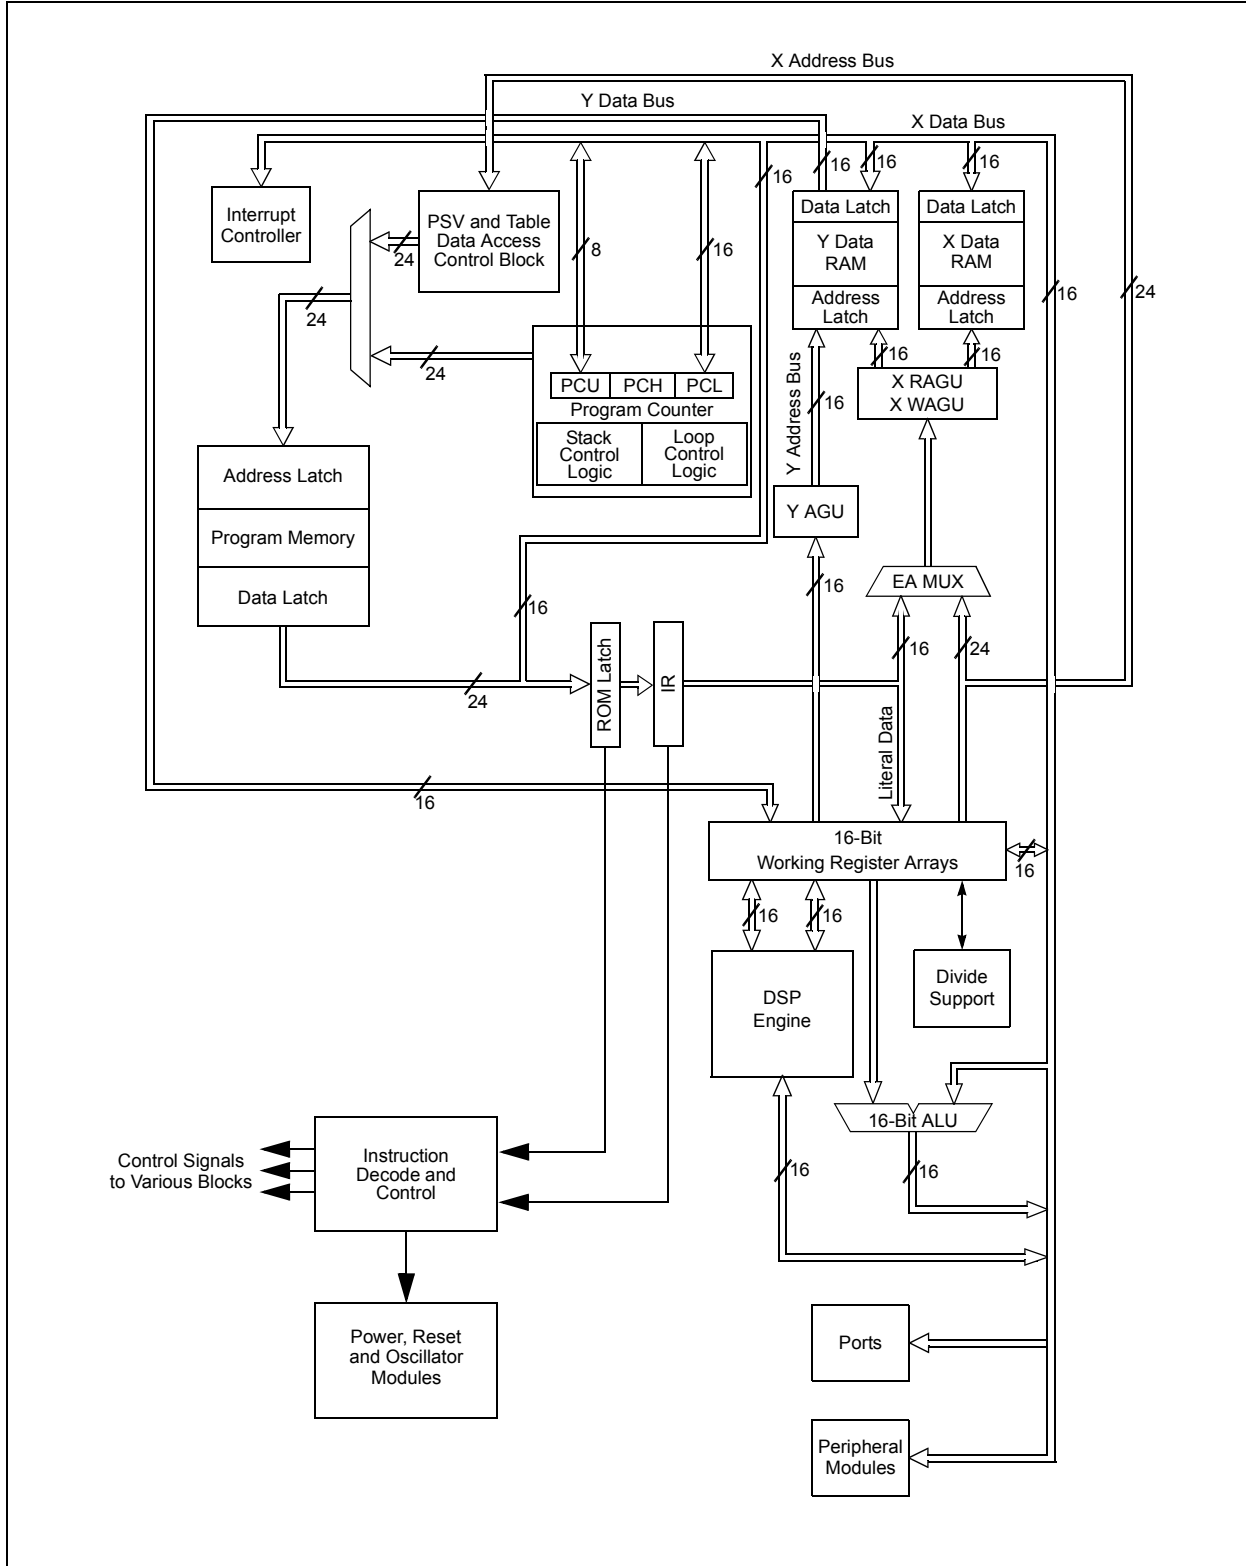 X Address Bus
Y Data Bus
X Data Bus
16
16
16
16
Interrupt
Controller
PSV and Table
Data Access
Control Block
24
8
16
Data Latch
Y Data
RAM
Address
Latch
Data Latch
X Data
RAM
Address
Latch
16
24
24
24
16
16
PCU
PCH
PCL
Program Counter
Stack
Control
Logic
Loop
Control
Logic
Y Address Bus
16
X RAGU
X WAGU
Address Latch
Program Memory
Data Latch
Y AGU
16
EA MUX
16
ROM Latch
IR
16
24
24
Literal Data
16
16-Bit
Working Register Arrays
16
16
16
DSP
Engine
Divide
Support
16-Bit ALU
16
16
Control Signals
to Various Blocks
Instruction
Decode and
Control
Power, Reset
and Oscillator
Modules
Ports
Peripheral
Modules